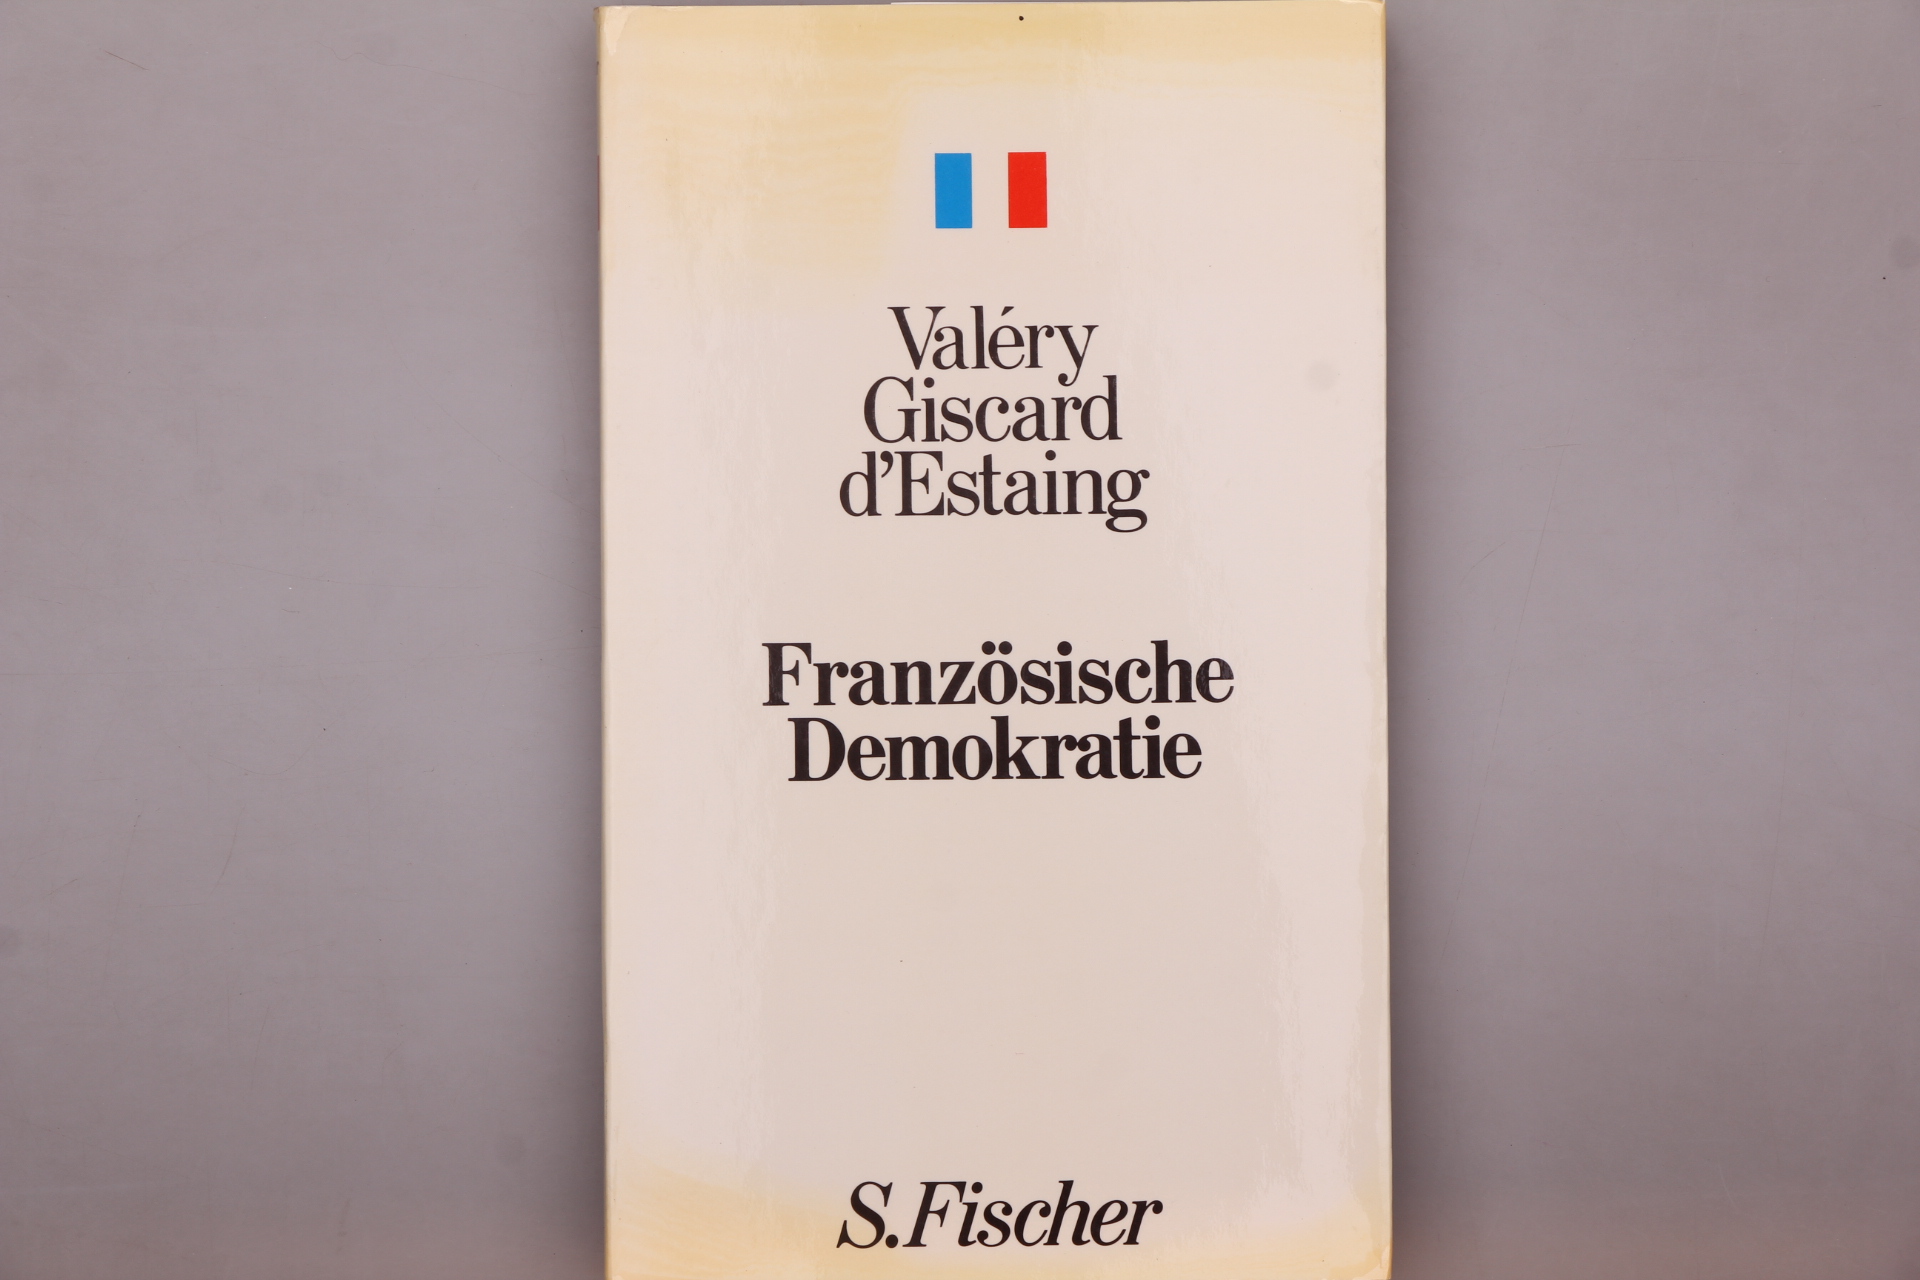 Valéry
Giscard
d’Estaing
Französische
Demokratie
S.Fischer